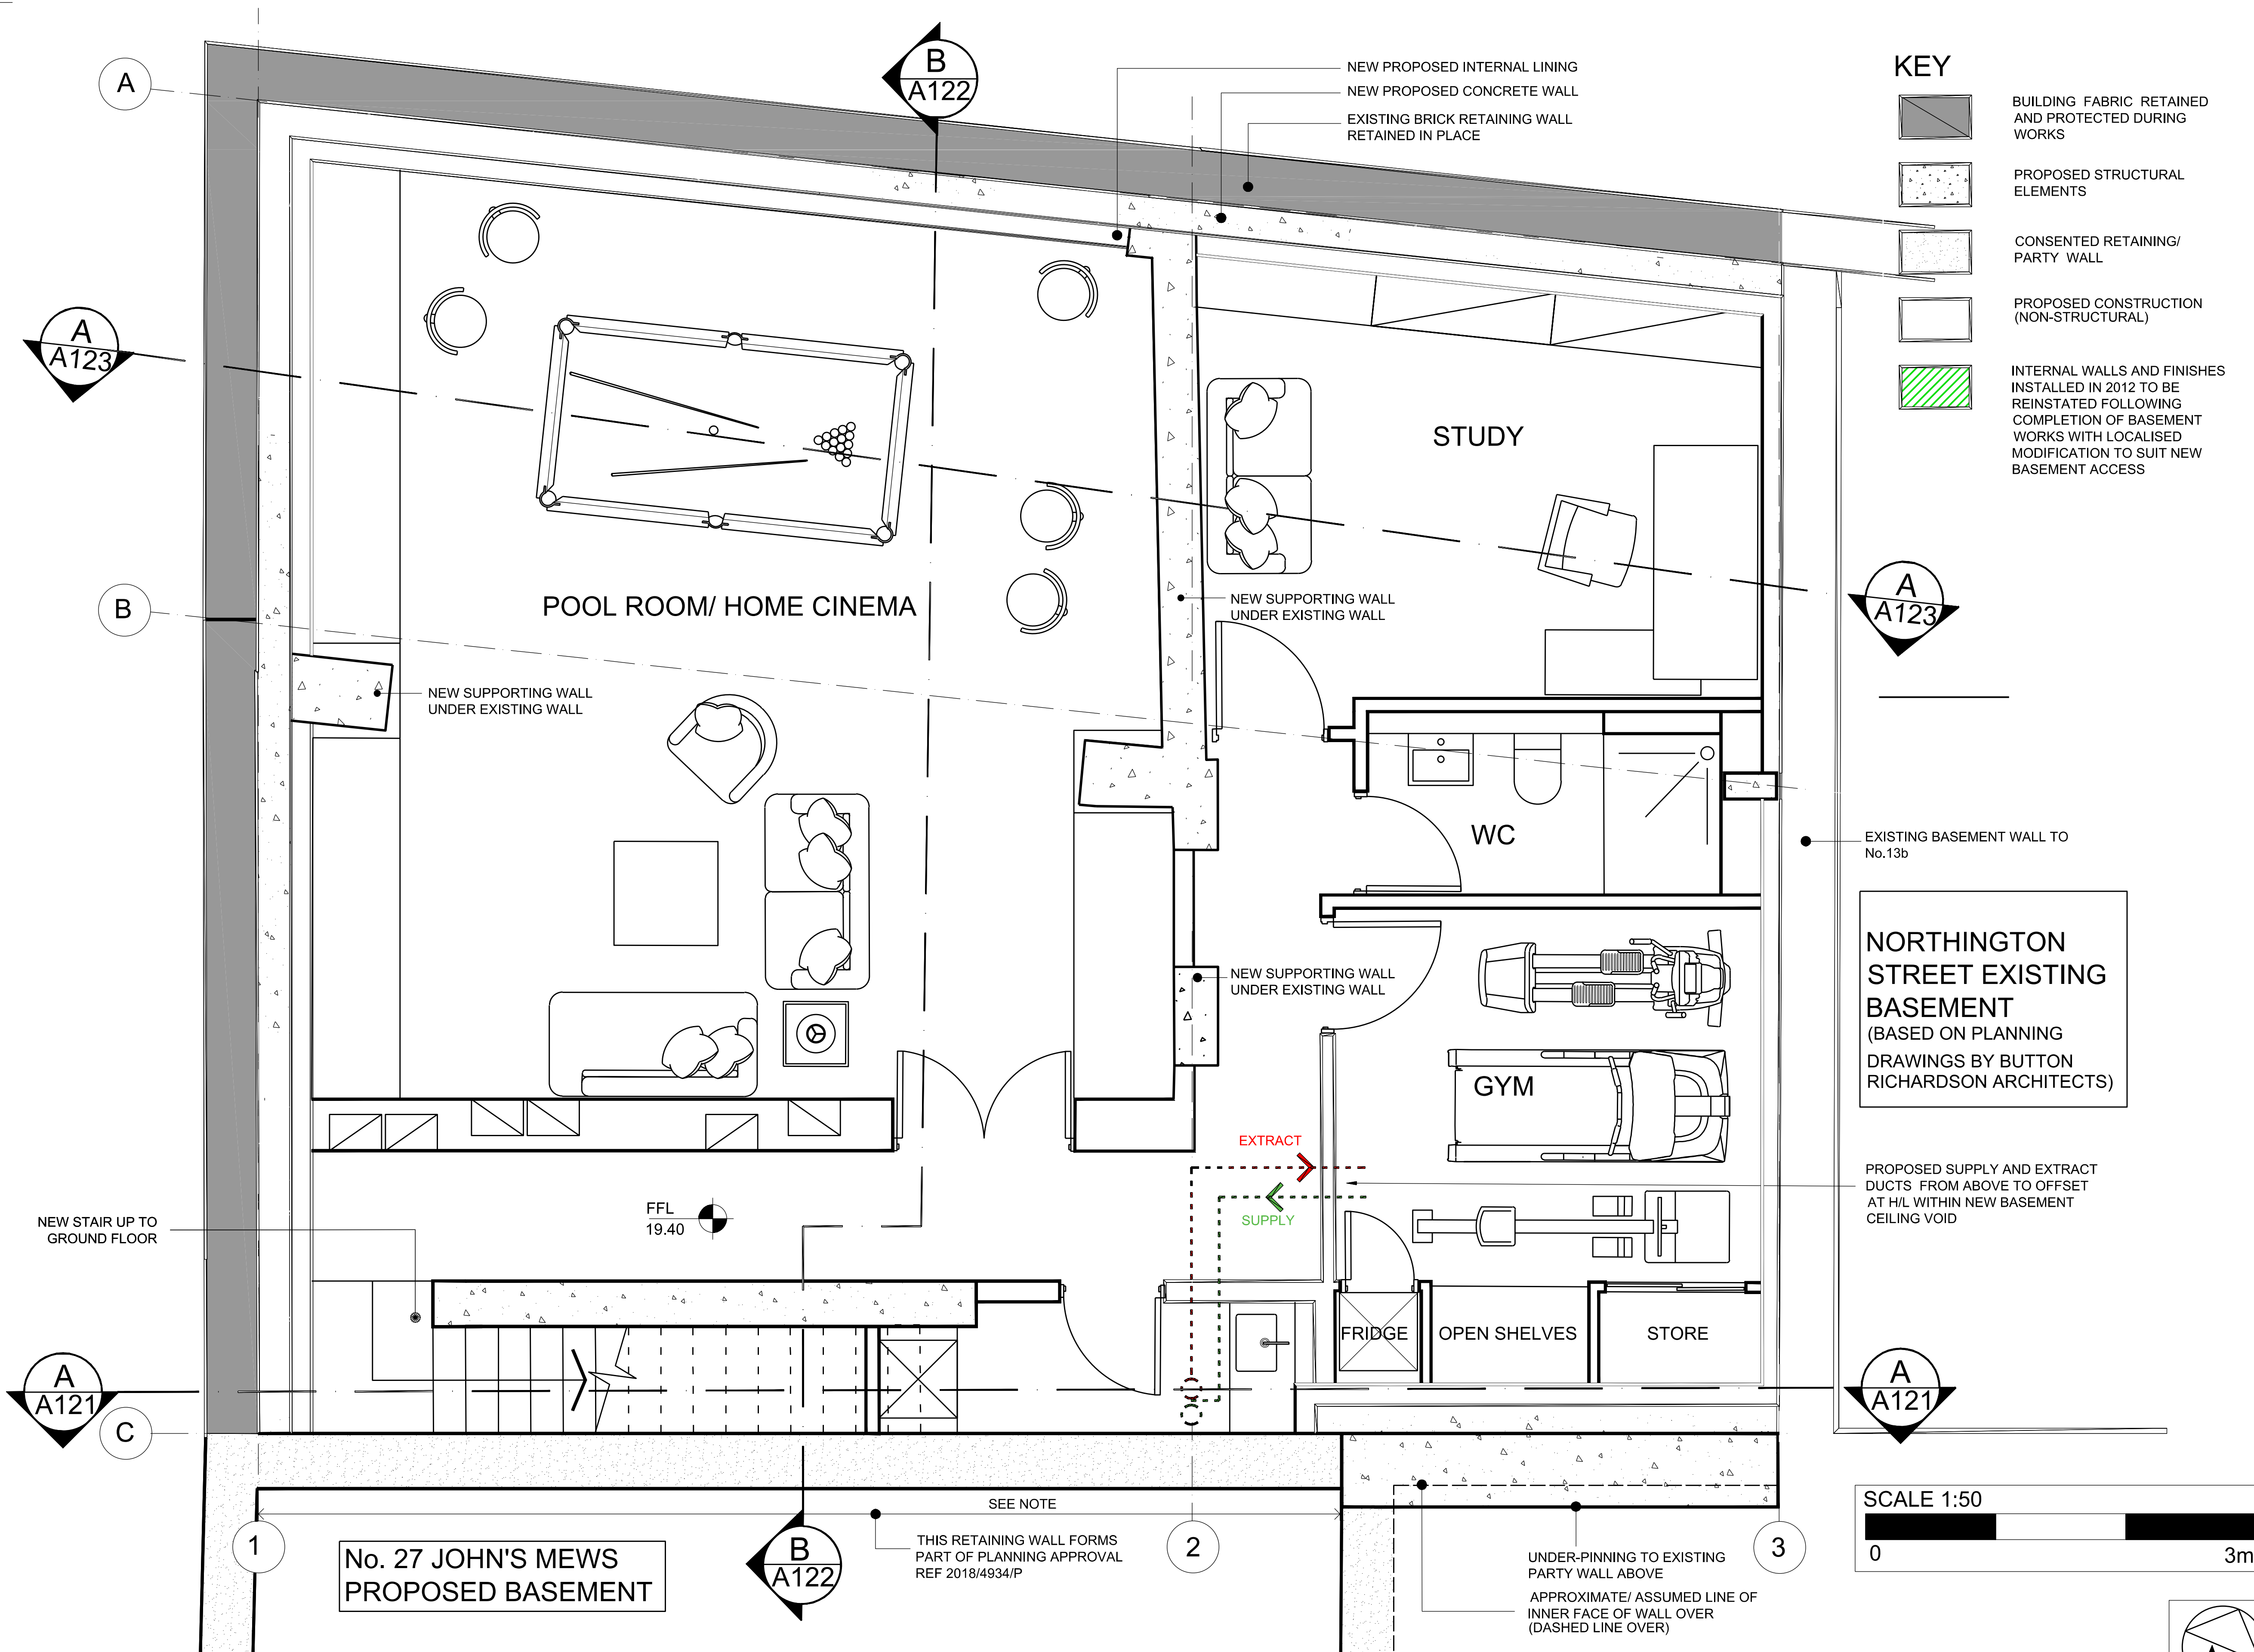 A
B
A122
NEW PROPOSED INTERNAL LINING
NEW PROPOSED CONCRETE WALL
EXISTING BRICK RETAINING WALL
RETAINED IN PLACE
KEY
BUILDING FABRIC RETAINED
AND PROTECTED DURING
WORKS
PROPOSED STRUCTURAL
ELEMENTS
CONSENTED RETAINING/
PARTY WALL
PROPOSED CONSTRUCTION
(NON-STRUCTURAL)
INTERNAL WALLS AND FINISHES
INSTALLED IN 2012 TO BE
REINSTATED FOLLOWING
COMPLETION OF BASEMENT
WORKS WITH LOCALISED
MODIFICATION TO SUIT NEW
BASEMENT ACCESS
A
A123
STUDY
B
POOL ROOM/ HOME CINEMA
NEW SUPPORTING WALL
UNDER EXISTING WALL
A
A123
NEW SUPPORTING WALL
UNDER EXISTING WALL
WC
EXISTING BASEMENT WALL TO
No.13b
NORTHINGTON
STREET EXISTING
BASEMENT
(BASED ON PLANNING
DRAWINGS BY BUTTON
RICHARDSON ARCHITECTS)
NEW SUPPORTING WALL
UNDER EXISTING WALL
GYM
EXTRACT
SUPPLY
PROPOSED SUPPLY AND EXTRACT
DUCTS FROM ABOVE TO OFFSET
AT H/L WITHIN NEW BASEMENT
CEILING VOID
FFL
19.40
NEW STAIR UP TO
GROUND FLOOR
FRIDGE
OPEN SHELVES
STORE
A
A121
C
A
A121
SEE NOTE
1
2
3
No. 27 JOHN'S MEWS
PROPOSED BASEMENT
B
A122
THIS RETAINING WALL FORMS
PART OF PLANNING APPROVAL
REF 2018/4934/P
UNDER-PINNING TO EXISTING
PARTY WALL ABOVE
APPROXIMATE/ ASSUMED LINE OF
INNER FACE OF WALL OVER
(DASHED LINE OVER)
SCALE 1:50
0
3m